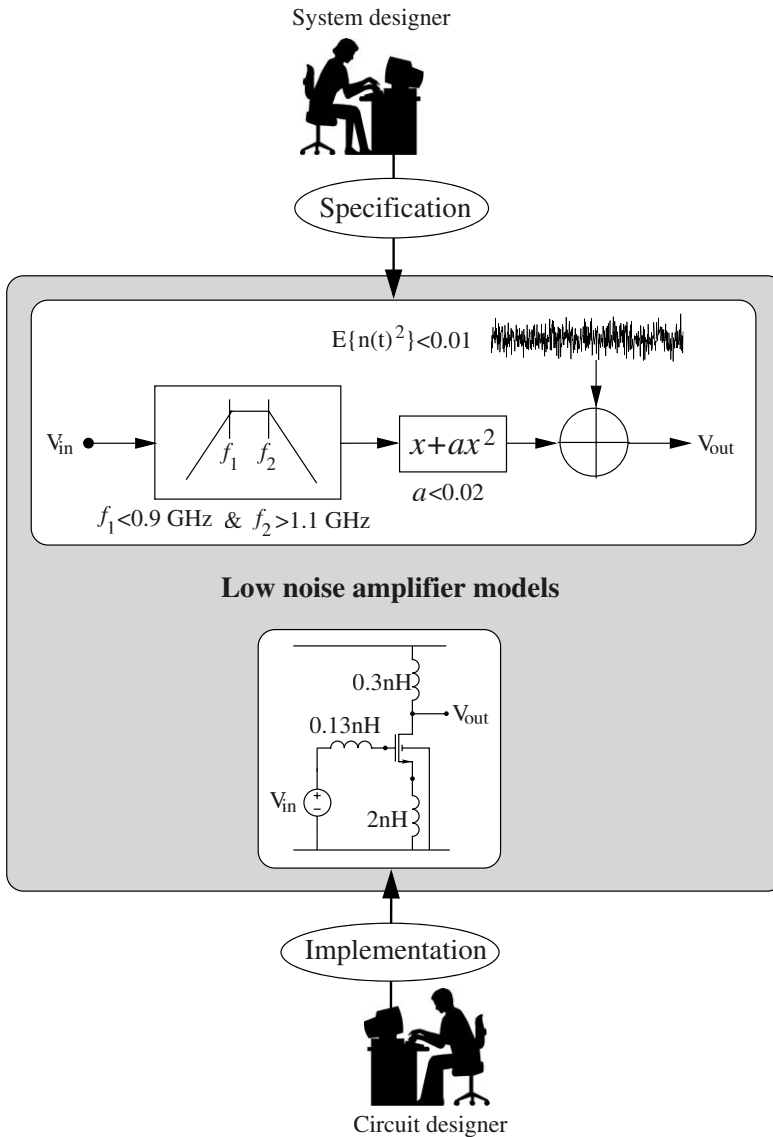 System designer
Specification
E{n(t)²}<0.01
V_in
f_1 f_2
x+ax²
V_out
a<0.02
f_1<0.9 GHz & f_2>1.1 GHz
Low noise amplifier models
0.3nH
V_out
0.13nH
V_in
+
−
2nH
Implementation
Circuit designer